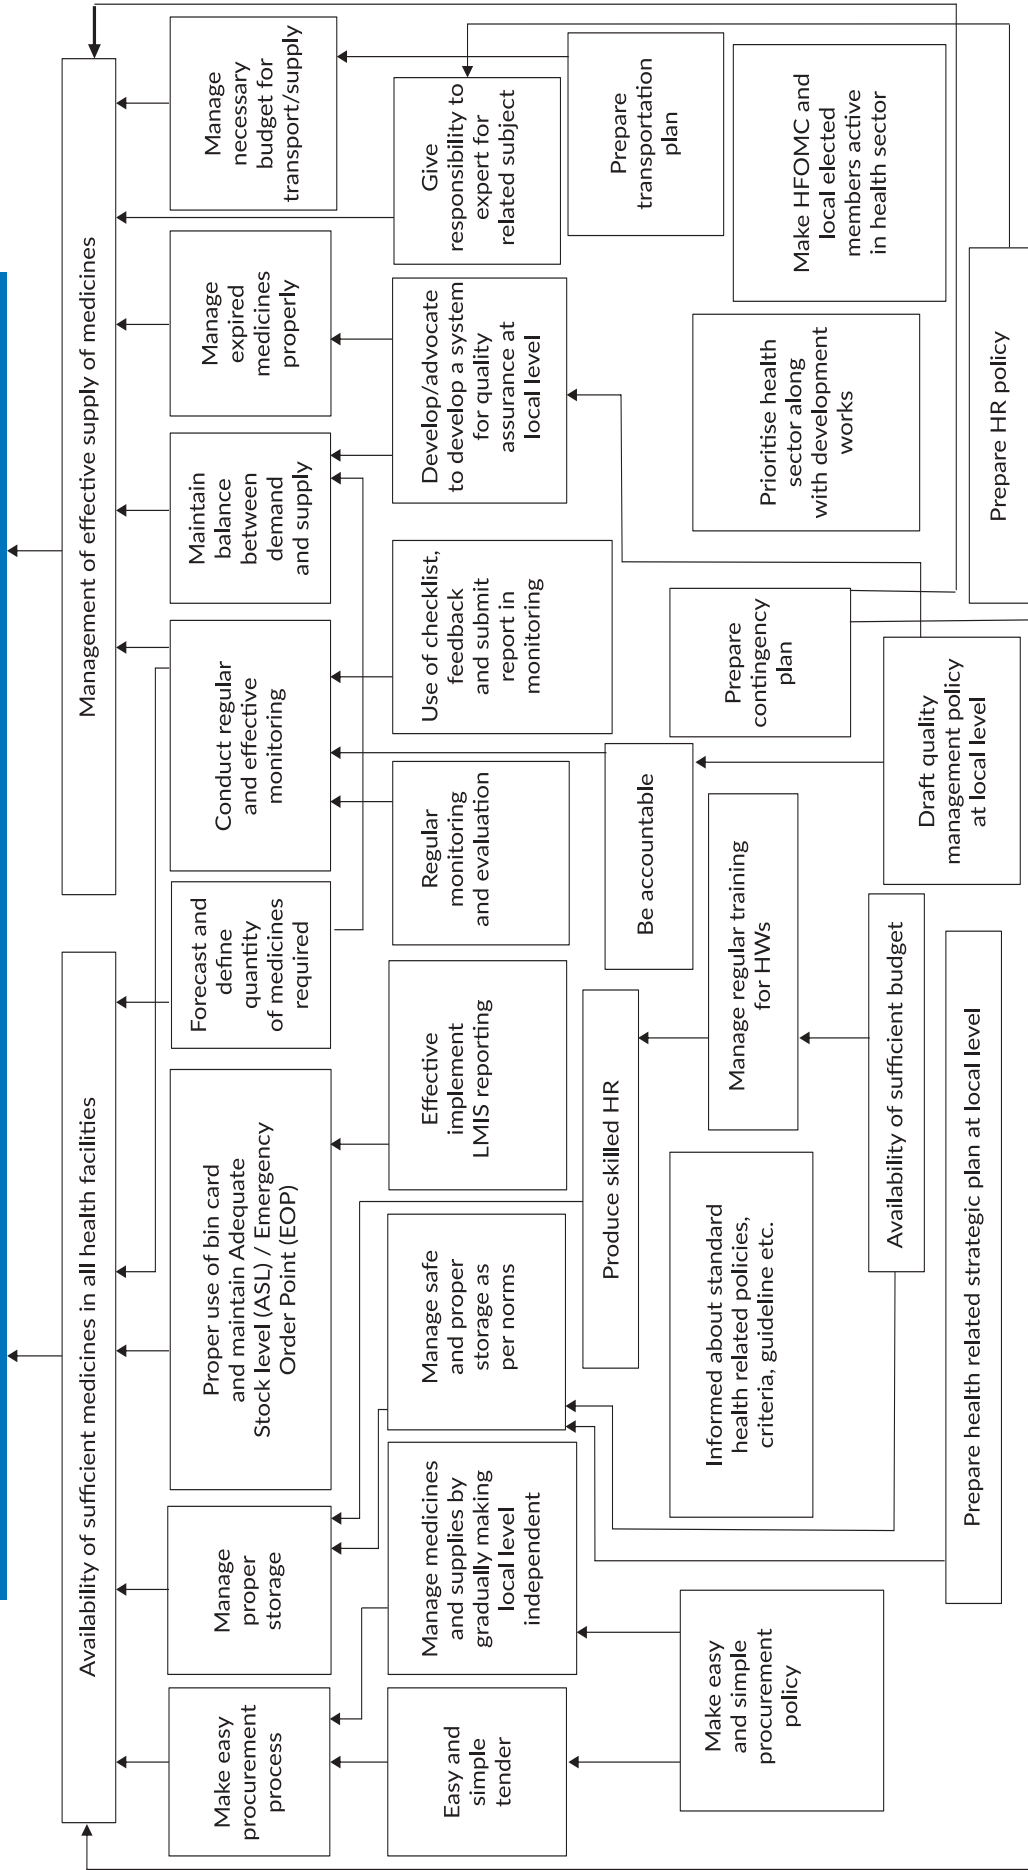 Availability of sufficient medicines in all health facilities
Management of effective supply of medicines
Make easy
procurement
process
Manage
proper
storage
Proper use of bin card
and maintain Adequate
Stock level (ASL) / Emergency
Order Point (EOP)
Forecast and
define
quantity
of medicines
required
Conduct regular
and effective
monitoring
Maintain
balance
between
demand
and supply
Manage
expired
medicines
properly
Manage
necessary
budget for
transport/supply
Easy and
simple
tender
Manage medicines
and supplies by
gradually making
local level
independent
Manage safe
and proper
storage as
per norms
Effective
implement
LMIS reporting
Regular
monitoring
and evaluation
Use of checklist,
feedback
and submit
report in
monitoring
Develop/advocate
to develop a system
for quality
assurance at
local level
Give
responsibility to
expert for
related subject
Produce skilled HR
Be accountable
Prepare
transportation
plan
Make easy
and simple
procurement
policy
Informed about standard
health related policies,
criteria, guideline etc.
Manage regular training
for HWs
Prepare
contingency
plan
Prioritise health
sector along
with development
works
Make HFOMC and
local elected
members active
in health sector
Availability of sufficient budget
Draft quality
management policy
at local level
Prepare health related strategic plan at local level
Prepare HR policy